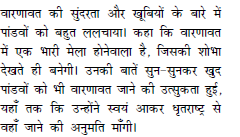 वारणावत की सुंदरता और खूबियों के बारे में
पांडवों को बहुत ललचाया। कहा कि वारणावत
में एक भारी मेला होनेवाला है, जिसकी शोभा
देखते ही बनेगी। उनकी बातें सुन-सुनकर खुद
पांडवों को भी वारणावत जाने की उत्सुकता हुई,
यहाँ तक कि उन्होंने स्वयं आकर धृतराष्ट्र से
वहाँ जाने की अनुमति माँगी।